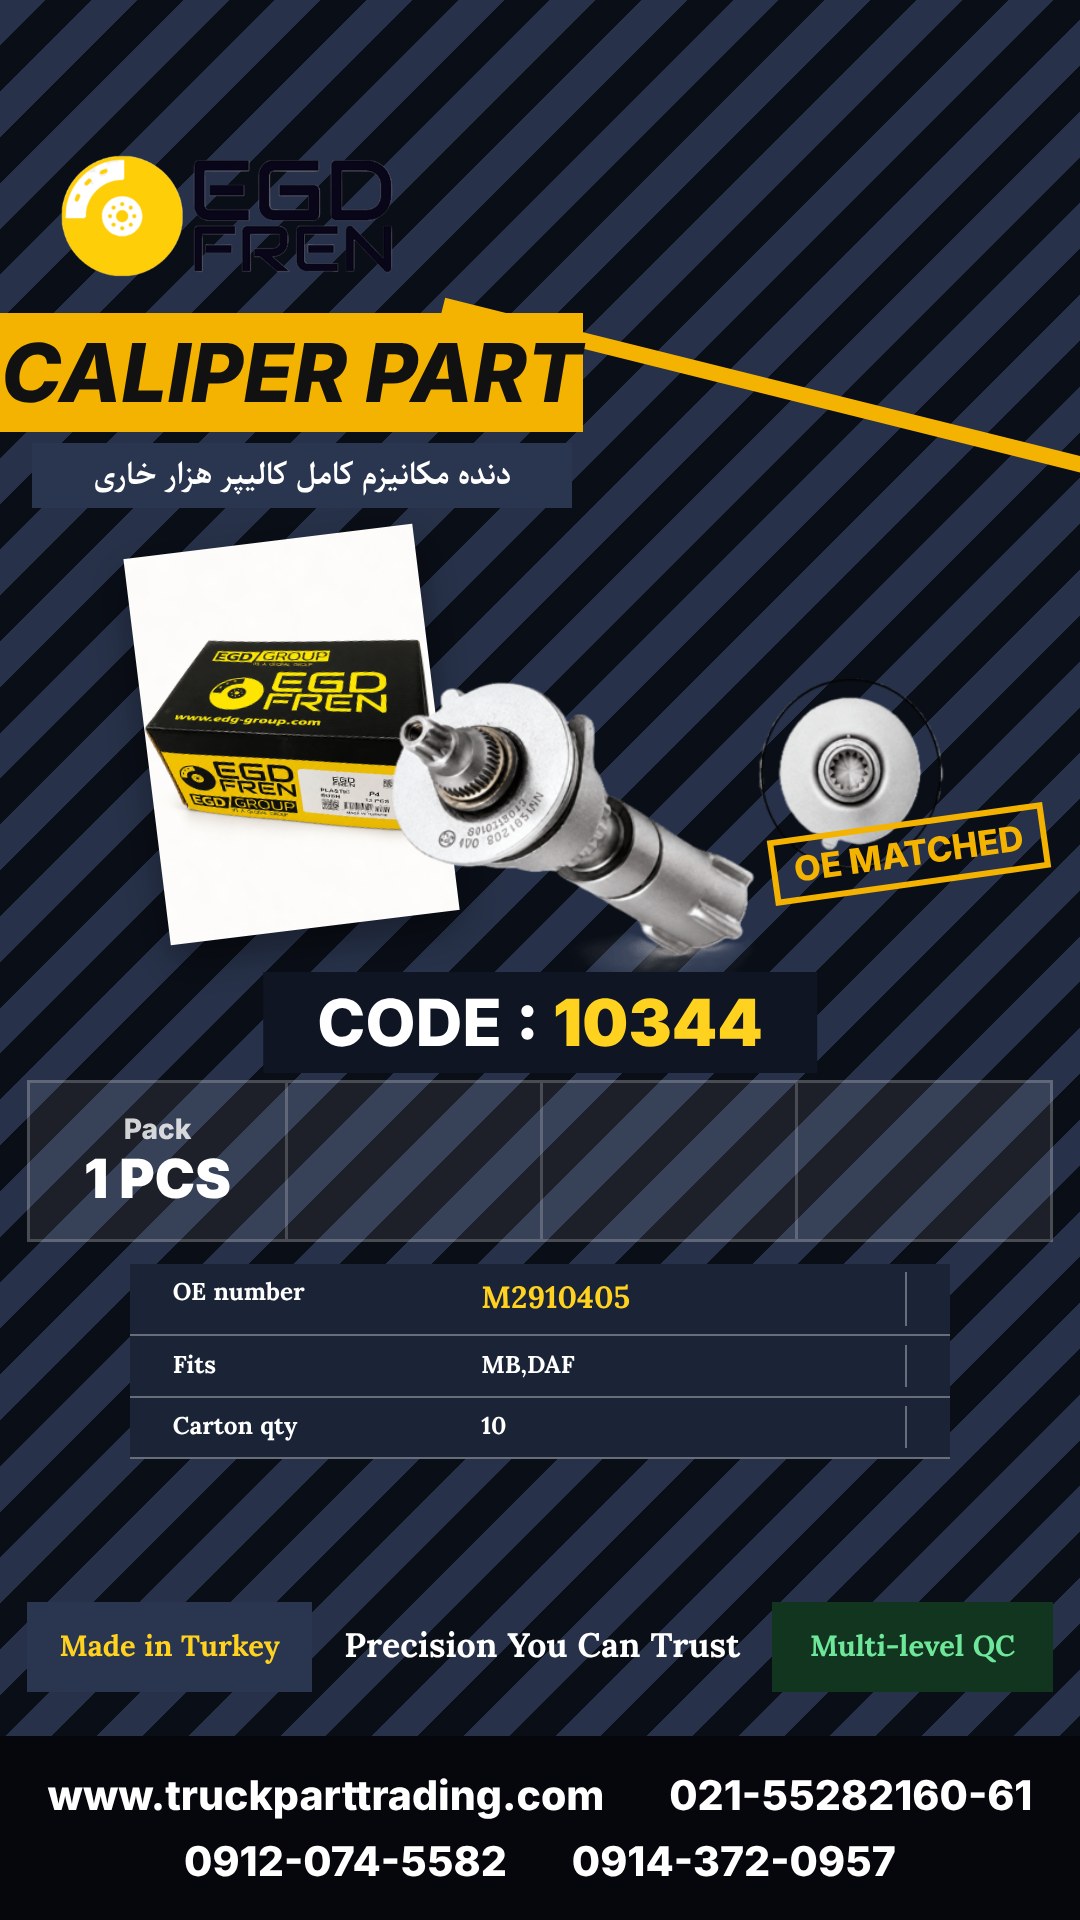 EGD
FREN
CALIPER PART
دنده مکانیزم کامل کالیپر هزار خاری
EGD GROUP
EGD
FREN
www.edg-group.com
EGD
FREN
EGD GROUP
EGD
FREN
OE MATCHED
CODE : 10344
Pack
1 PCS
OE number M2910405
Fits MB,DAF
Carton qty 10
Made in Turkey
Precision You Can Trust
Multi-level QC
www.truckparttrading.com 021-55282160-61
0912-074-5582 0914-372-0957